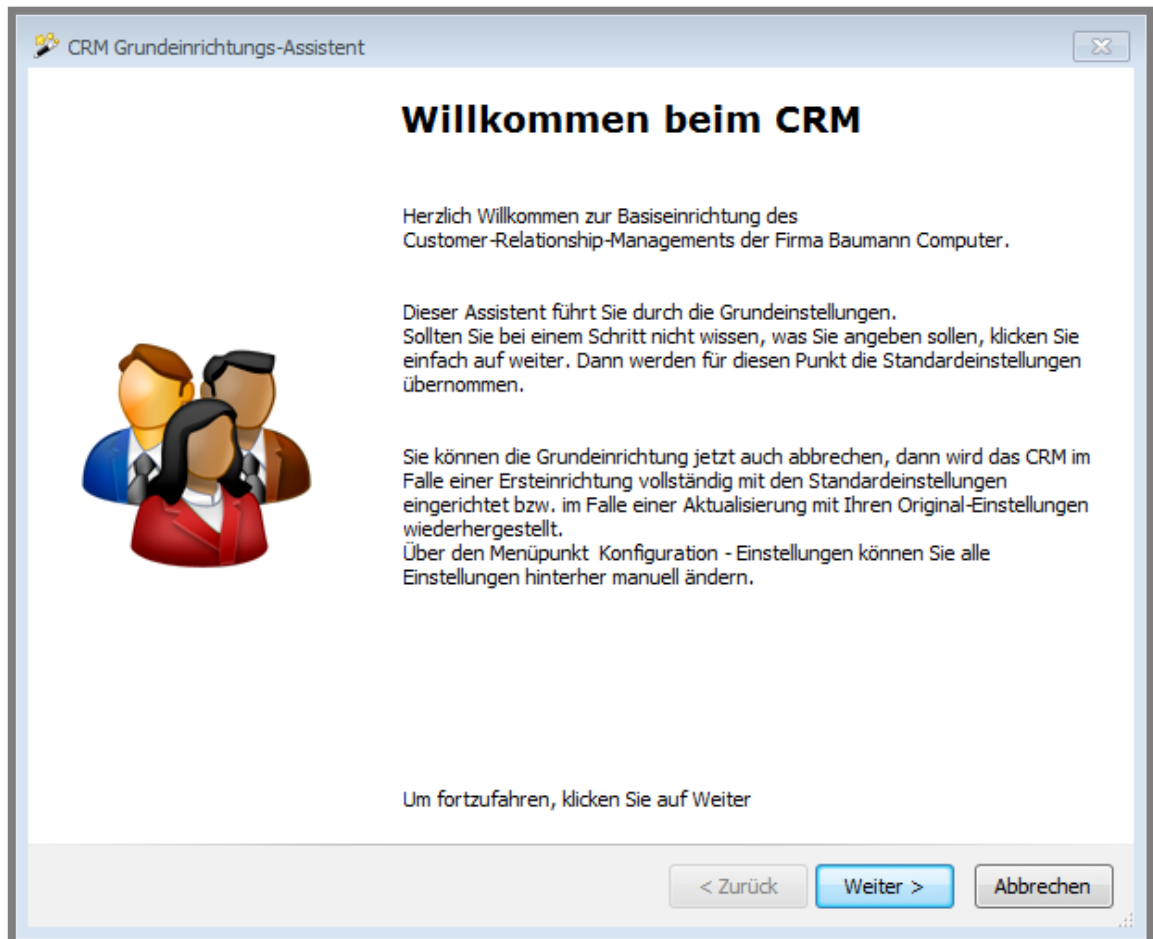 CRM Grundeinrichtungs-Assistent
Willkommen beim CRM
Herzlich Willkommen zur Basiseinrichtung des
Customer-Relationship-Managements der Firma Baumann Computer.
Dieser Assistent führt Sie durch die Grundeinstellungen.
Sollten Sie bei einem Schritt nicht wissen, was Sie angeben sollen, klicken Sie
einfach auf weiter. Dann werden für diesen Punkt die Standardeinstellungen
übernommen.
Sie können die Grundeinrichtung jetzt auch abbrechen, dann wird das CRM im
Falle einer Ersteinrichtung vollständig mit den Standardeinstellungen
eingerichtet bzw. im Falle einer Aktualisierung mit Ihren Original-Einstellungen
wiederhergestellt.
Über den Menüpunkt Konfiguration - Einstellungen können Sie alle
Einstellungen hinterher manuell ändern.
Um fortzufahren, klicken Sie auf Weiter
< Zurück Weiter > Abbrechen